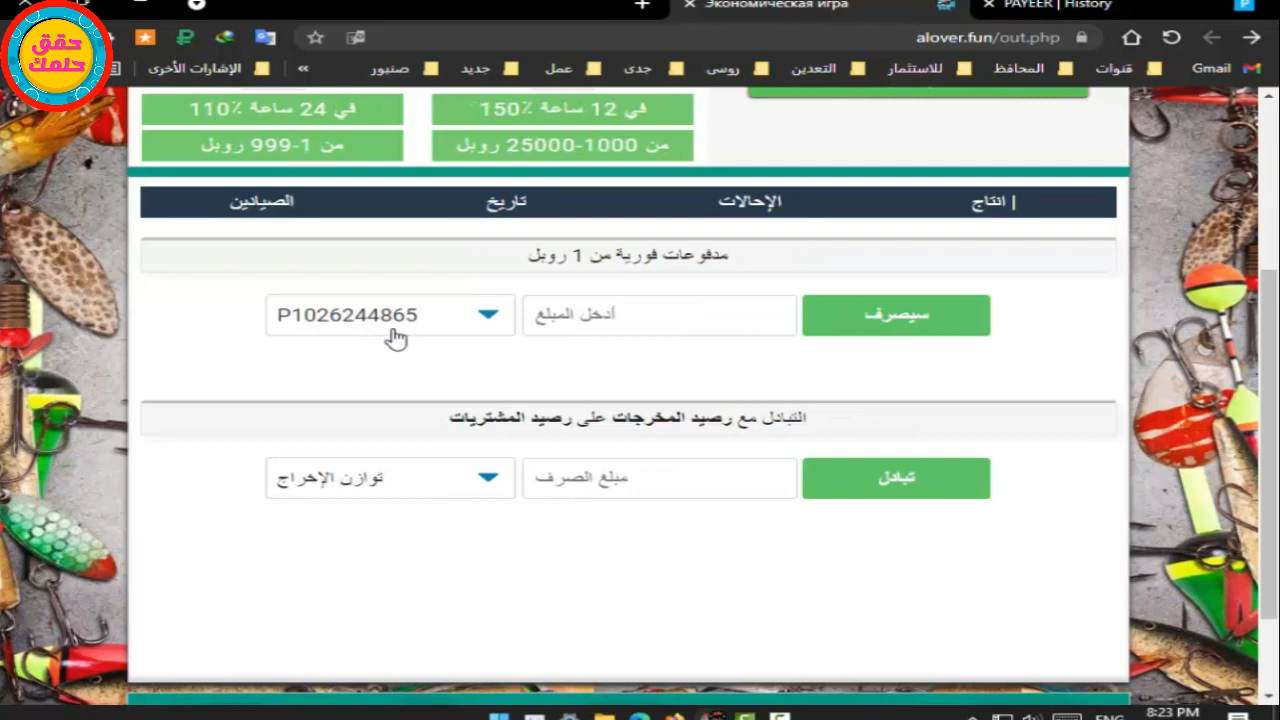 حقق
حلمك
Экономическая игра
PAYEER | History
alover.fun/out.php
Gmail
قنوات
المحافظ
للاستثمار
التعدين
روسى
جدى
عمل
جديد
صنبور
»
الإشارات الأخرى
في 12 ساعة 150٪
في 24 ساعة 110٪
من 1000-25000 روبل
من 1-999 روبل
| انتاج
الإحالات
تاريخ
الصيادين
مدفوعات فورية من 1 روبل
P1026244865
أدخل المبلغ
سيصرف
التبادل مع رصيد المخرجات على رصيد المشتريات
توازن الإخراج
مبلغ الصرف
تبادل
ENG
8:23 PM